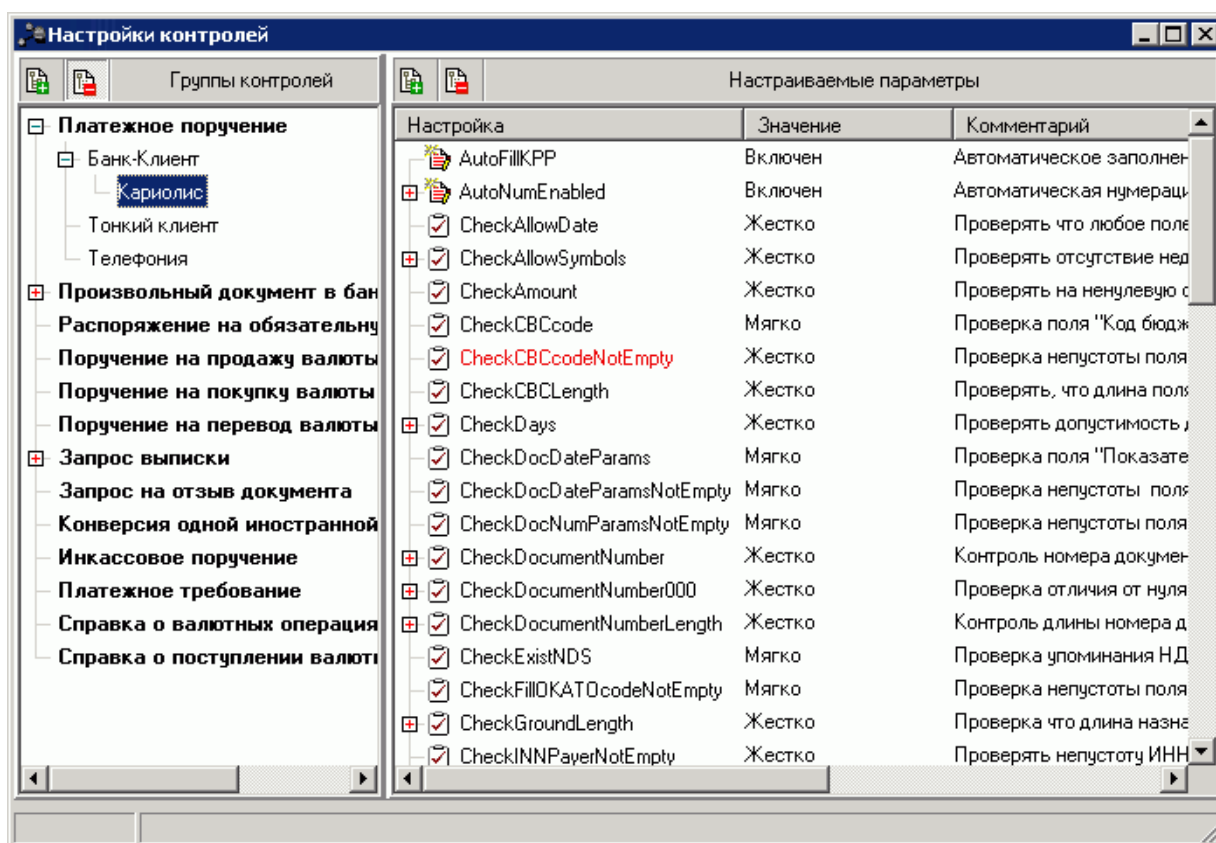 Настройки контролей
Группы контролей
Настраиваемые параметры
Платежное поручение
Банк-Клиент
Кариолис
Тонкий клиент
Телефония
Произвольный документ в бан
Распоряжение на обязательну
Поручение на продажу валюты
Поручение на покупку валюты
Поручение на перевод валюты
Запрос выписки
Запрос на отзыв документа
Конверсия одной иностранной
Инкассовое поручение
Платежное требование
Справка о валютных операция
Справка о поступлении валюты
Настройка Значение Комментарий
AutoFillKPP Включен Автоматическое заполнен
AutoNumEnabled Включен Автоматическая нумераци
CheckAllowDate Жестко Проверять что любое поле
CheckAllowSymbols Жестко Проверять отсутствие нед
CheckAmount Жестко Проверять на ненулевую с
CheckCBCcode Мягко Проверка поля "Код бюдж
CheckCBCcodeNotEmpty Жестко Проверка непустоты поля
CheckCBCLength Жестко Проверять, что длина поля
CheckDays Жестко Проверять допустимость д
CheckDocDateParams Мягко Проверка поля "Показате
CheckDocDateParamsNotEmpty Мягко Проверка непустоты поля
CheckDocNumParamsNotEmpty Мягко Проверка непустоты поля
CheckDocumentNumber Жестко Контроль номера докумен
CheckDocumentNumber000 Жестко Проверка отличия от нуля
CheckDocumentNumberLength Жестко Контроль длины номера д
CheckExistNDS Мягко Проверка упоминания НД
CheckFillOKATOcodeNotEmpty Мягко Проверка непустоты поля
CheckGroundLength Жестко Проверка что длина назна
CheckINNPayerNotEmpty Жестко Проверять непустоту ИНН